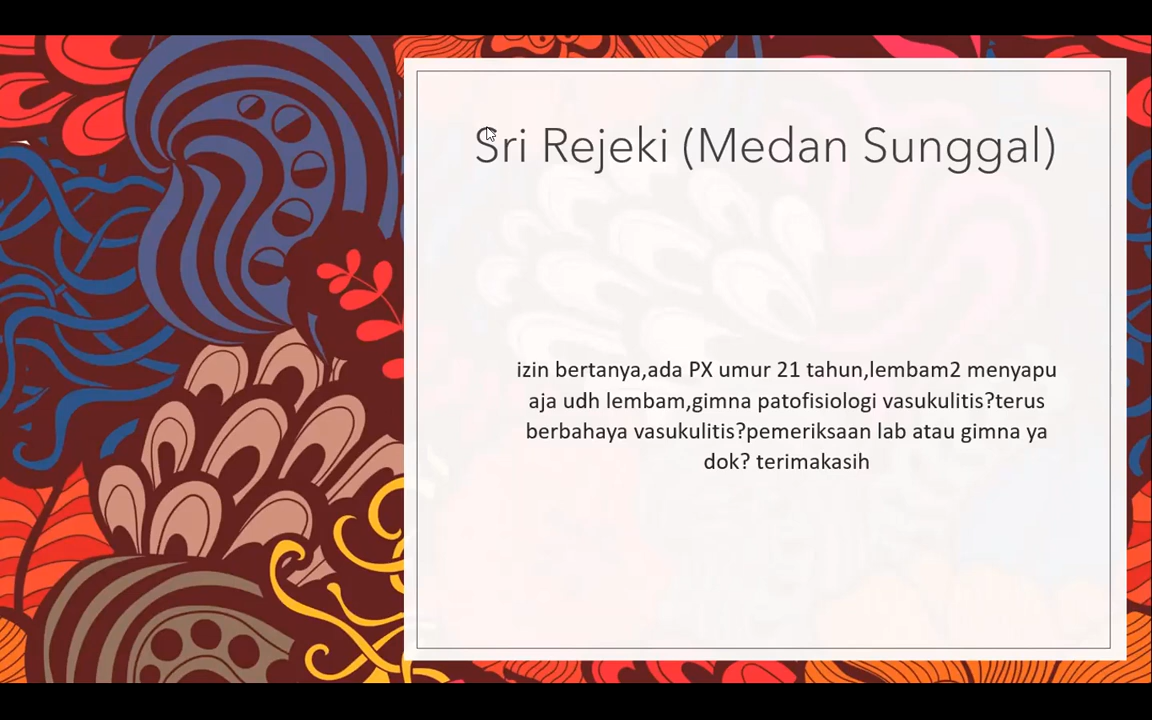 Sri Rejeki (Medan Sunggal)
izin bertanya,ada PX umur 21 tahun,lembam2 menyapu
aja udh lembam,gimna patofisiologi vasukulitis?terus
berbahaya vasukulitis?pemeriksaan lab atau gimna ya
dok? terimakasih